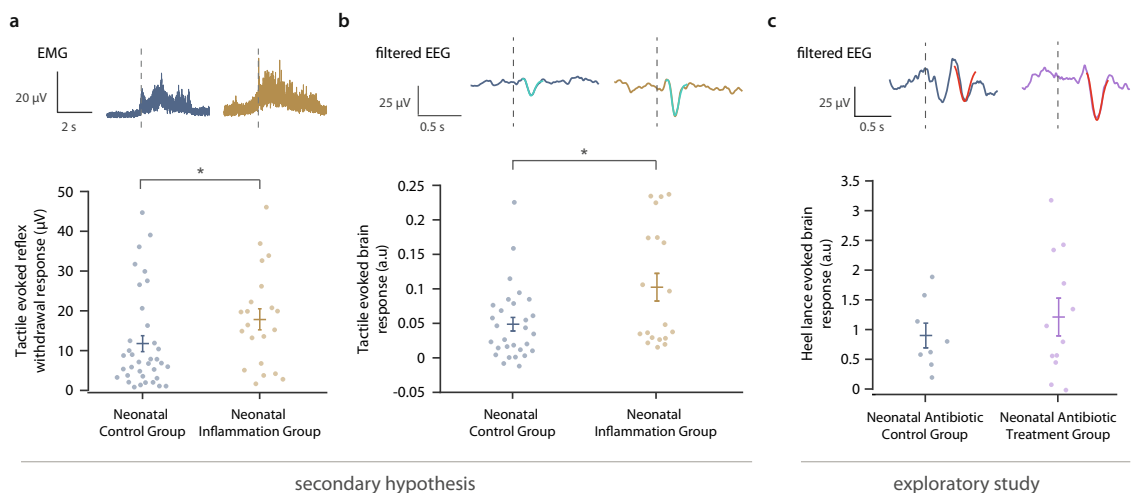 a
EMG
20 µV
2 s
*
50
40
30
20
10
0
Tactile evoked reflex
withdrawal response (µV)
Neonatal
Control Group
Neonatal
Inflammation Group
b
filtered EEG
25 µV
0.5 s
*
0.25
0.2
0.15
0.1
0.05
0
-0.05
Tactile evoked brain
response (a.u)
Neonatal
Control Group
Neonatal
Inflammation Group
secondary hypothesis
c
filtered EEG
25 µV
0.5 s
3.5
3
2.5
2
1.5
1
0.5
0
Heel lance evoked brain
response (a.u)
Neonatal Antibiotic
Control Group
Neonatal Antibiotic
Treatment Group
exploratory study